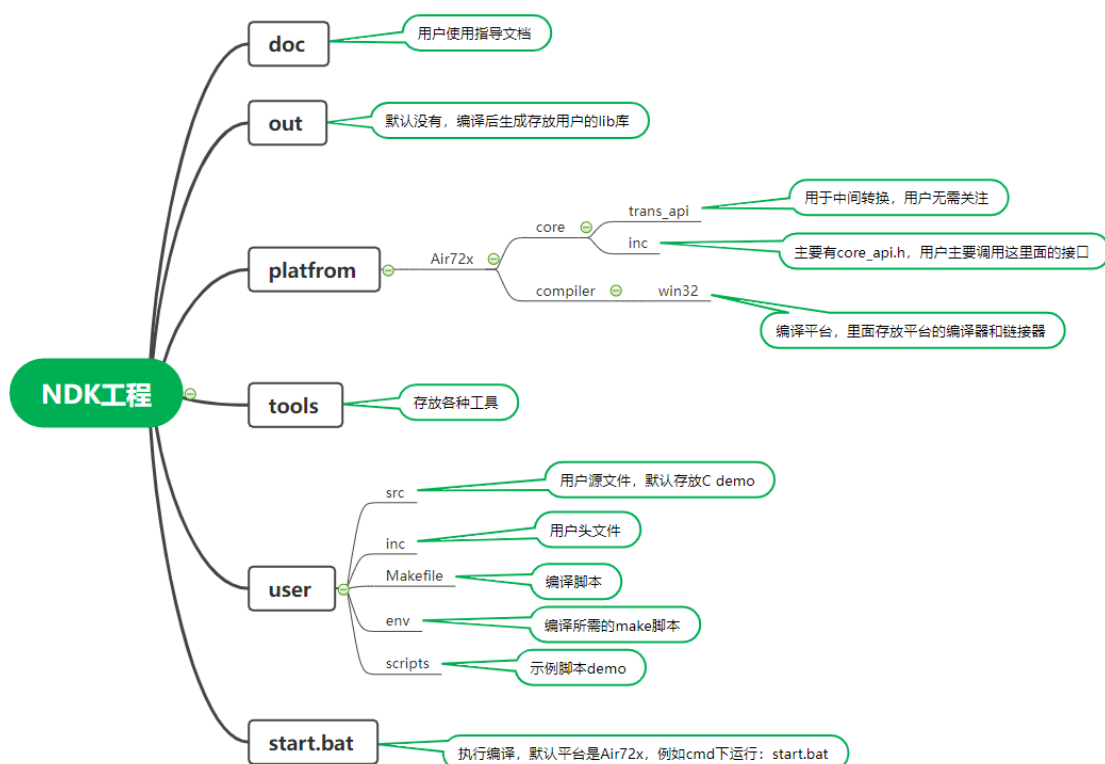 doc
用户使用指导文档
out
默认没有，编译后生成存放用户的lib库
platfrom
Air72x
core
trans_api
用于中间转换，用户无需关注
inc
主要有core_api.h，用户主要调用这里面的接口
compiler
win32
编译平台，里面存放平台的编译器和链接器
NDK工程
tools
存放各种工具
user
src
用户源文件，默认存放C demo
inc
用户头文件
Makefile
编译脚本
env
编译所需的make脚本
scripts
示例脚本demo
start.bat
执行编译，默认平台是Air72x，例如cmd下运行：start.bat